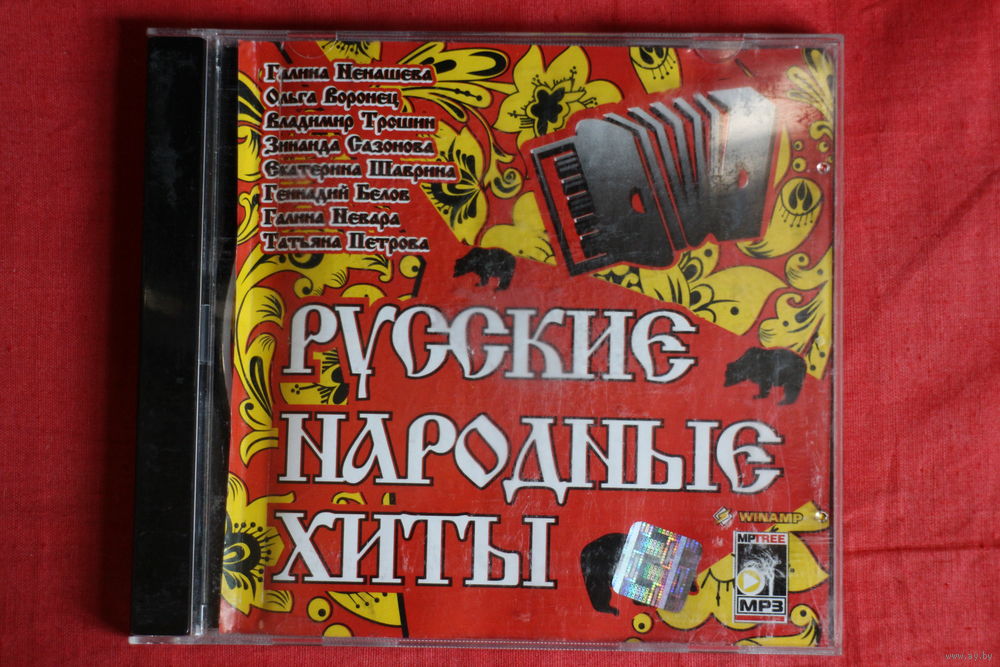 Галина Ненашева
Ольга Воронец
Владимир Трошин
Зинаида Сазонова
Екатерина Шаврина
Геннадий Белов
Галина Невара
Татьяна Петрова
РУССКИЕ
НАРОДНЫЕ
ХИТЫ
WINAMP
MPTREE
MP3
www.ay.by